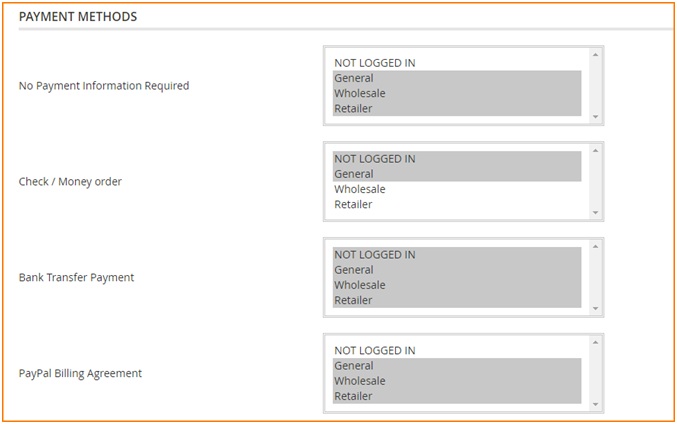 PAYMENT METHODS
No Payment Information Required
NOT LOGGED IN
General
Wholesale
Retailer
Check / Money order
NOT LOGGED IN
General
Wholesale
Retailer
Bank Transfer Payment
NOT LOGGED IN
General
Wholesale
Retailer
PayPal Billing Agreement
NOT LOGGED IN
General
Wholesale
Retailer